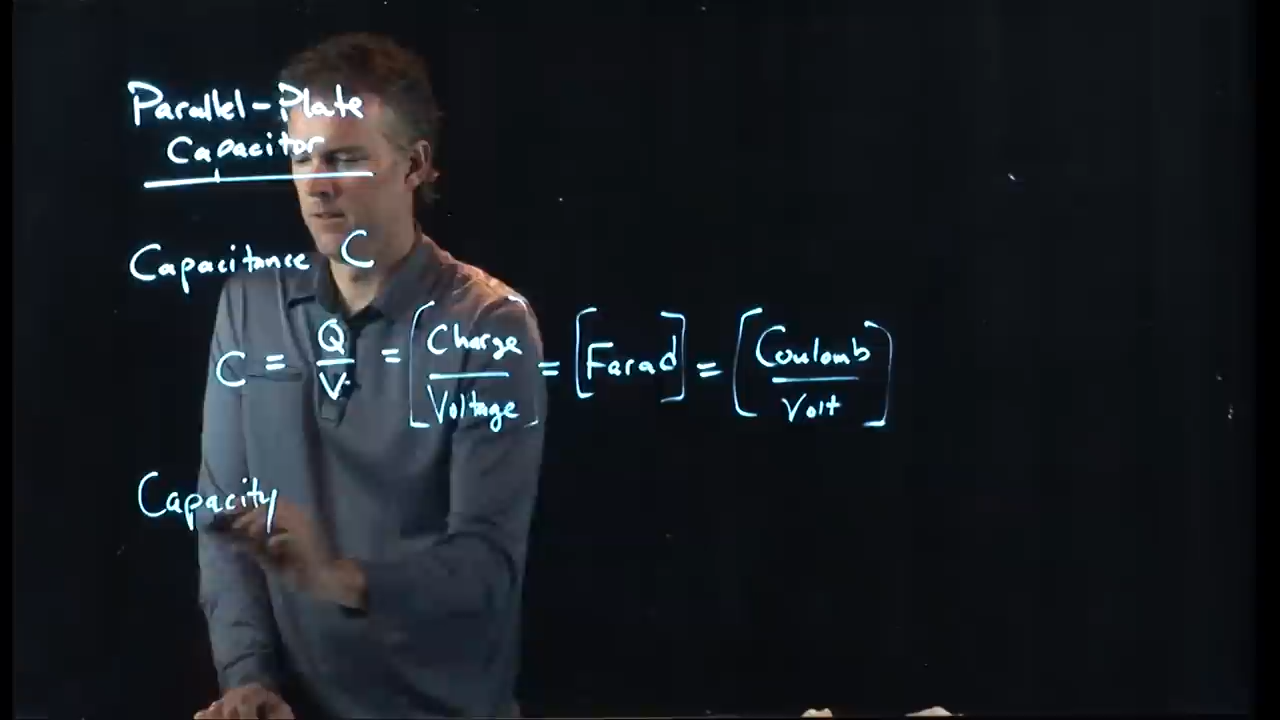 Parallel-Plate
Capacitor
Capacitance C
C = Q/V = [Charge/Voltage] = [Farad] = [Coulomb/Volt]
Capacity